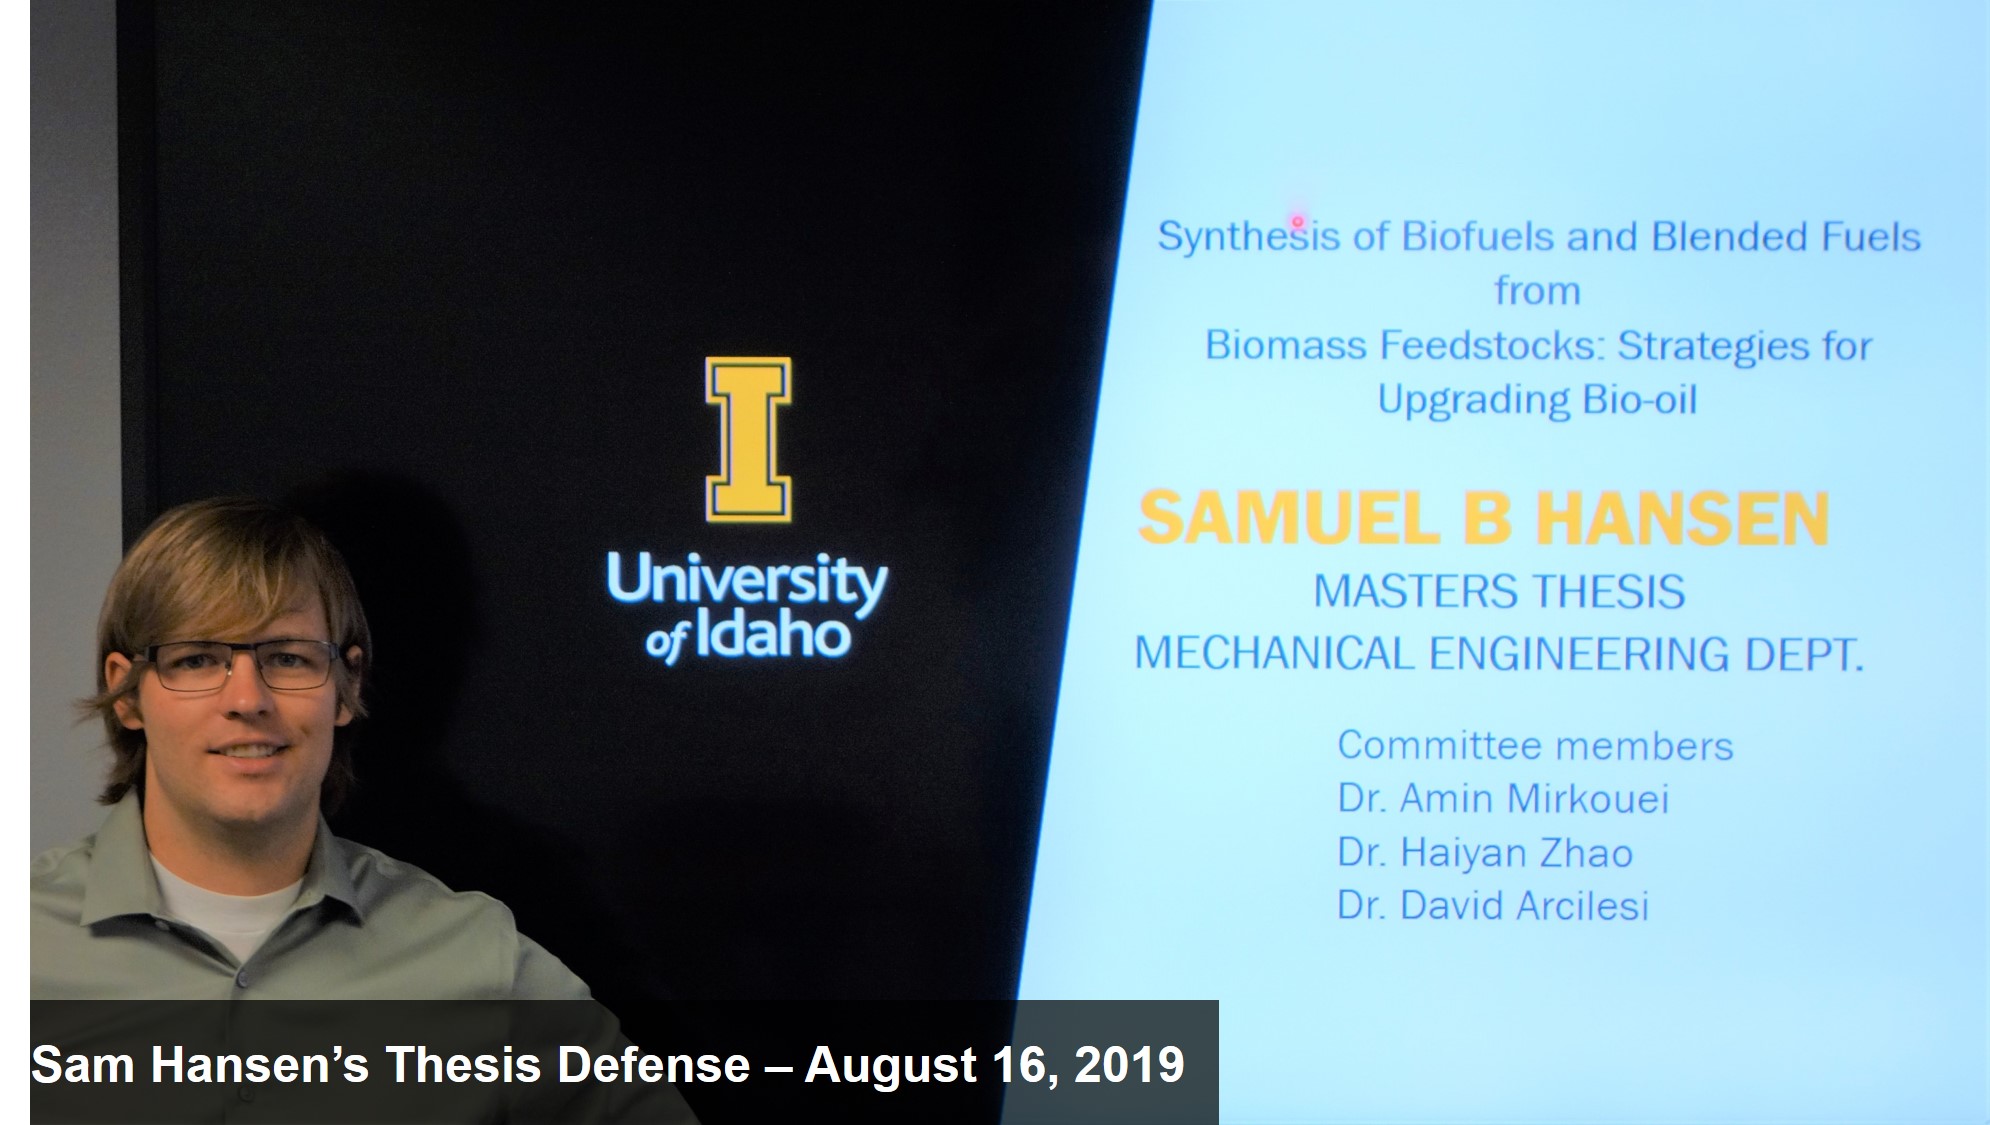 I
University
of Idaho
Synthesis of Biofuels and Blended Fuels
from
Biomass Feedstocks: Strategies for
Upgrading Bio-oil
SAMUEL B HANSEN
MASTERS THESIS
MECHANICAL ENGINEERING DEPT.
Committee members
Dr. Amin Mirkouei
Dr. Haiyan Zhao
Dr. David Arcilesi
Sam Hansen’s Thesis Defense – August 16, 2019